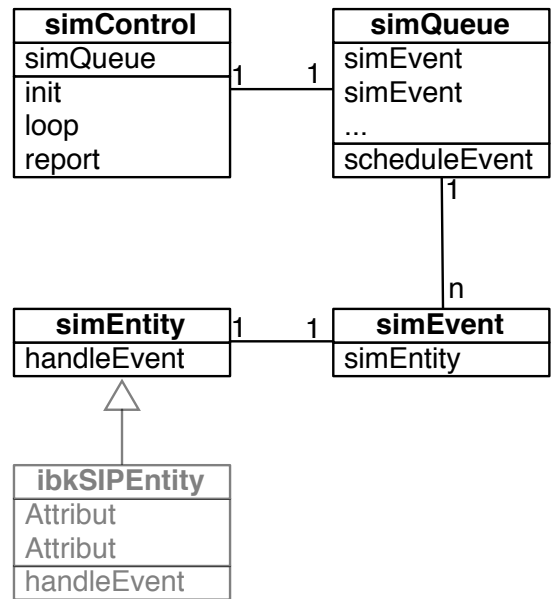 simControl
simQueue
init
loop
report
1
1
simQueue
simEvent
simEvent
...
scheduleEvent
1
n
simEntity
handleEvent
1
1
simEvent
simEntity
ibkSIPEntity
Attribut
Attribut
handleEvent